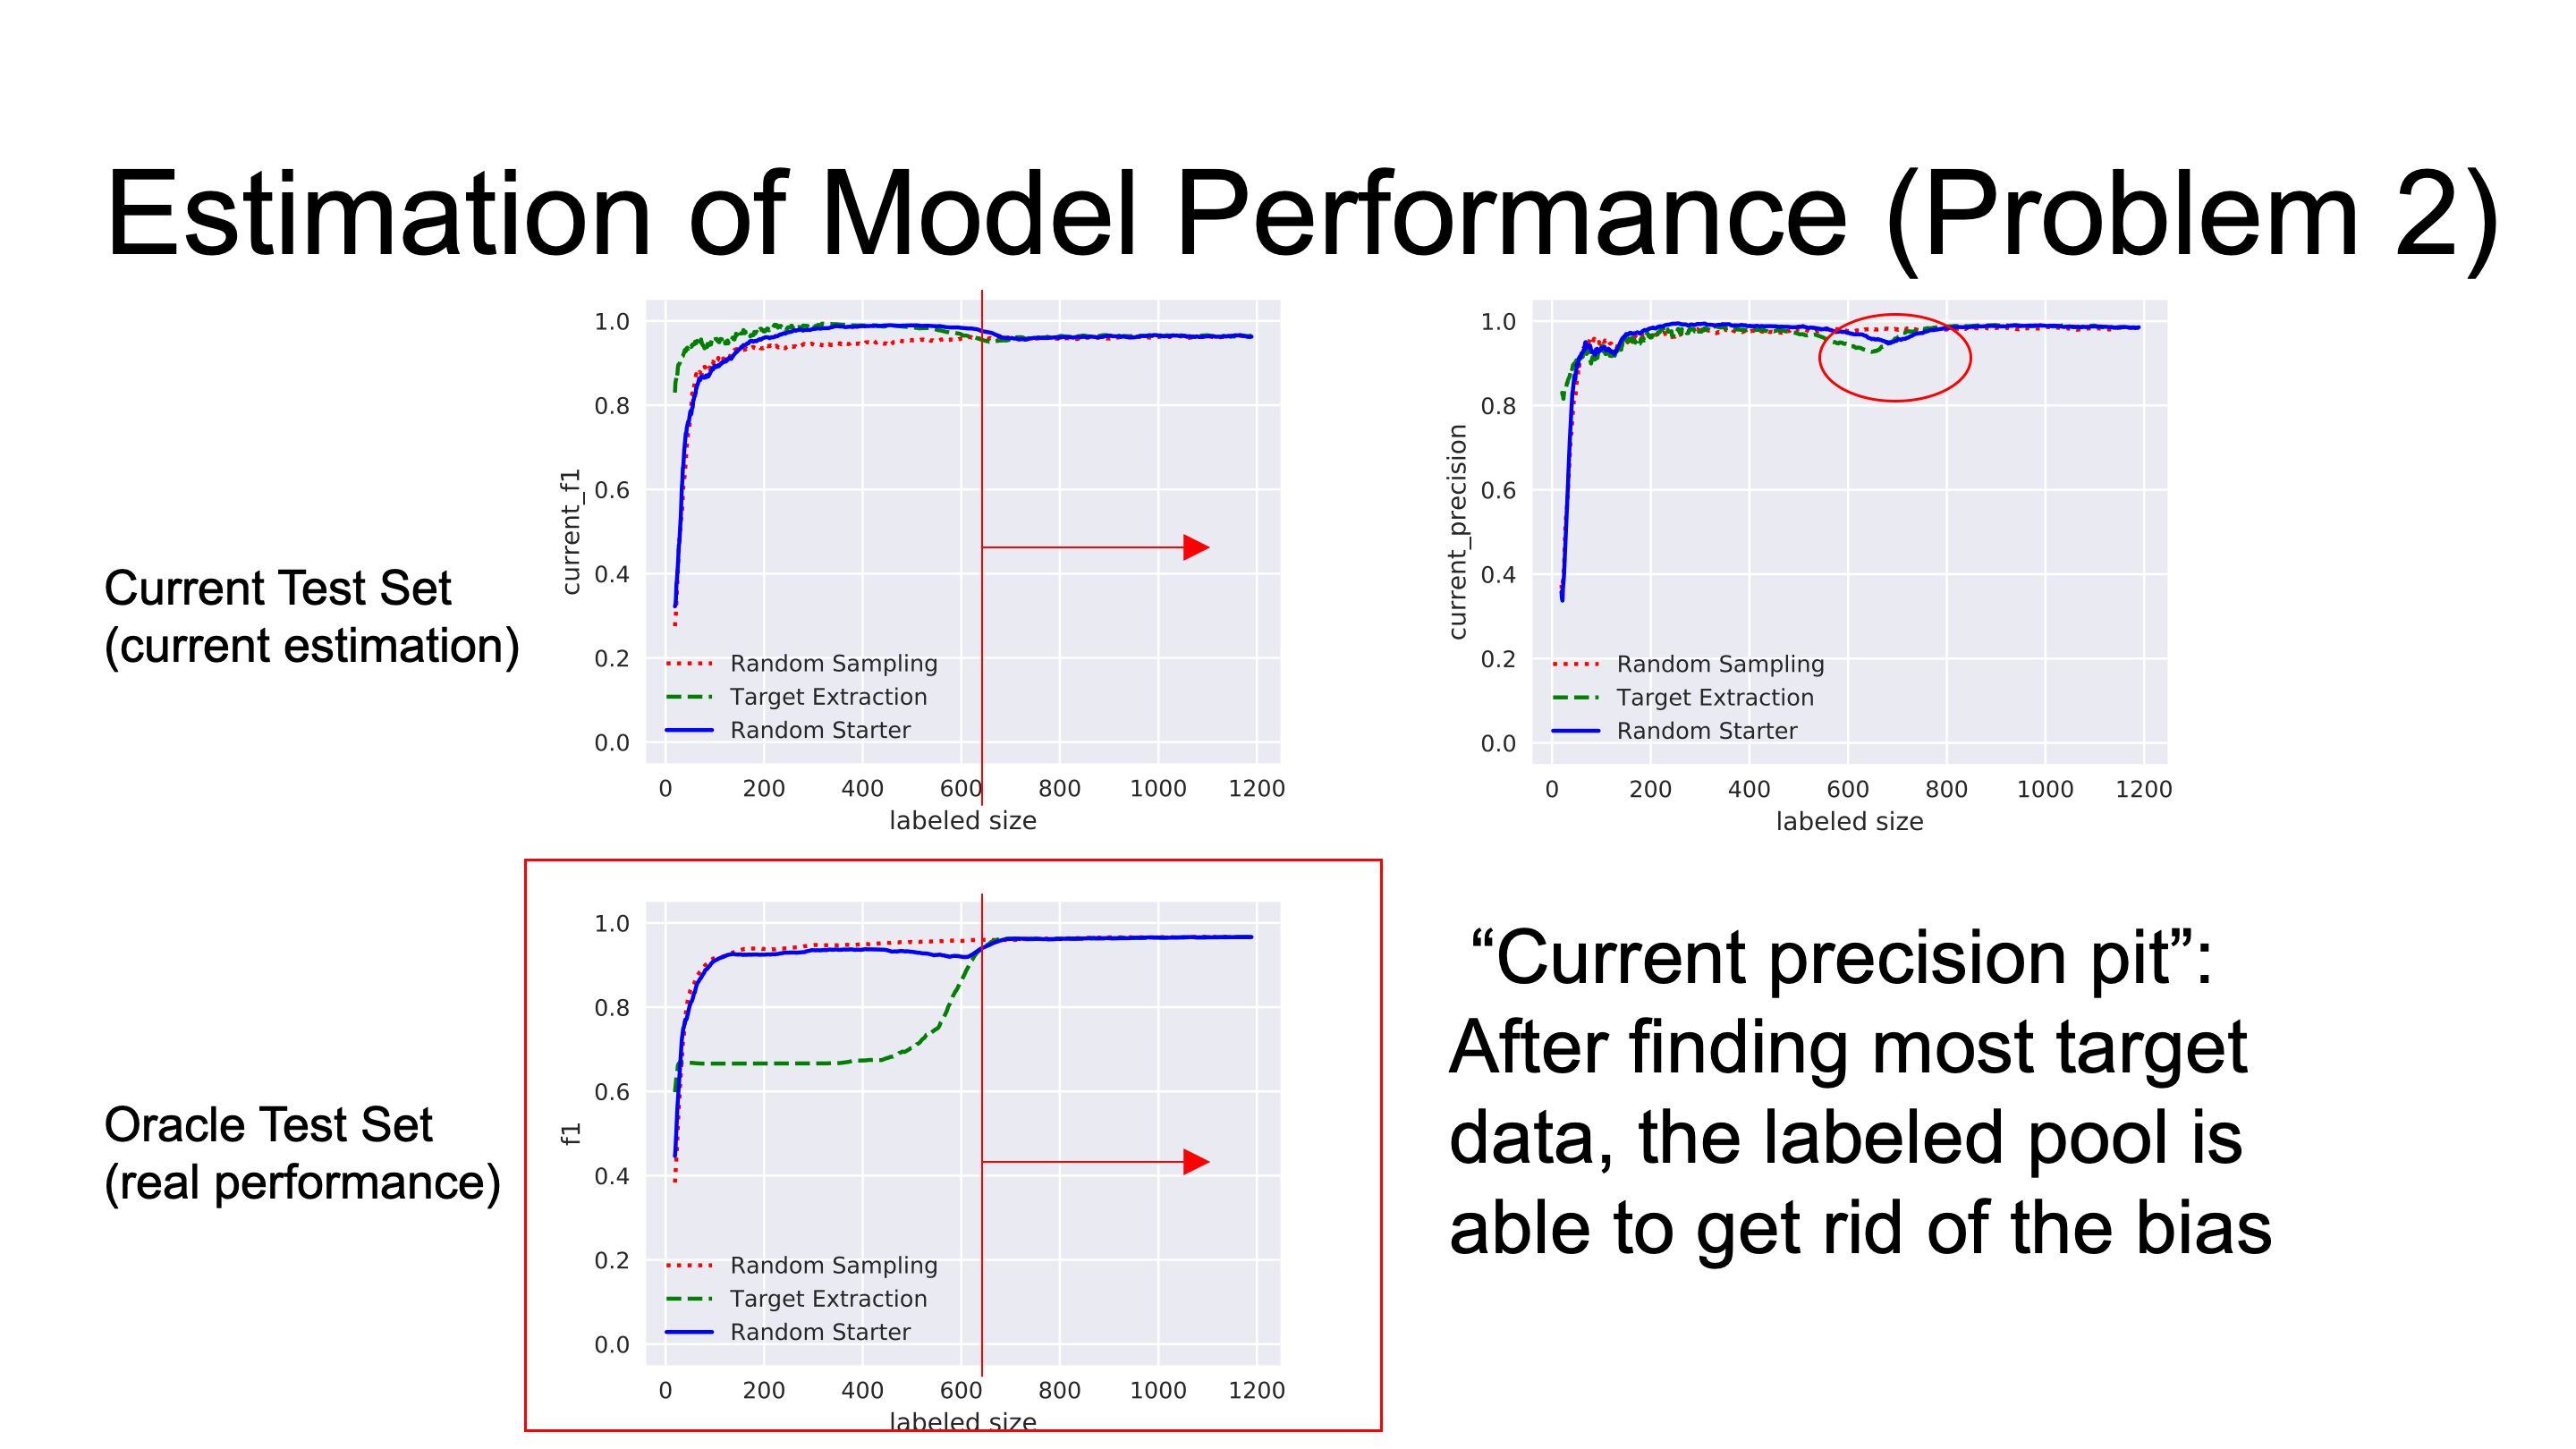 Estimation of Model Performance (Problem 2)
Current Test Set
(current estimation)
current_f1
1.0
0.8
0.6
0.4
0.2
0.0
Random Sampling
Target Extraction
Random Starter
0 200 400 600 800 1000 1200
labeled size
current_precision
1.0
0.8
0.6
0.4
0.2
0.0
Random Sampling
Target Extraction
Random Starter
0 200 400 600 800 1000 1200
labeled size
Oracle Test Set
(real performance)
f1
1.0
0.8
0.6
0.4
0.2
0.0
Random Sampling
Target Extraction
Random Starter
0 200 400 600 800 1000 1200
labeled size
“Current precision pit”:
After finding most target
data, the labeled pool is
able to get rid of the bias